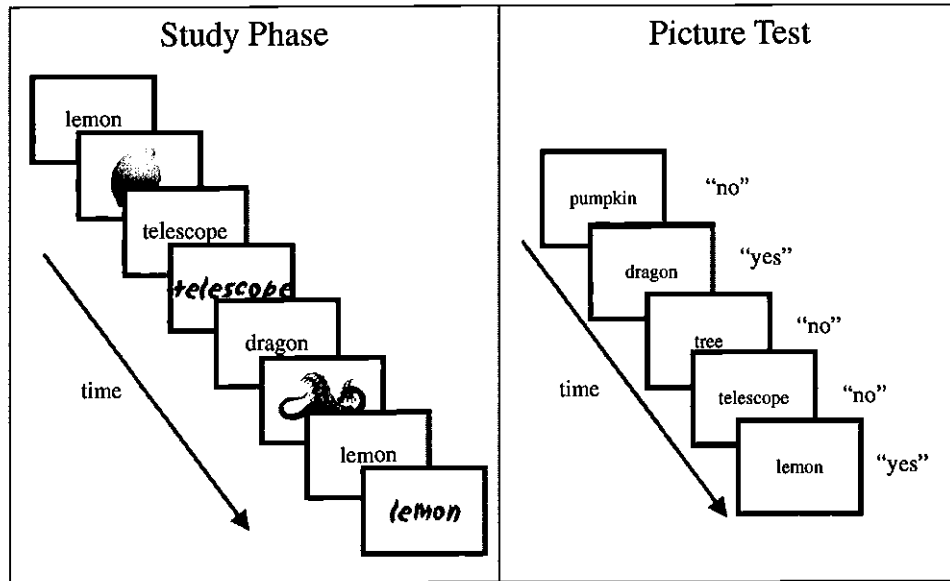 Study Phase
lemon
telescope
telescope
dragon
lemon
lemon
time
Picture Test
pumpkin
"no"
dragon
"yes"
tree
"no"
telescope
"no"
lemon
"yes"
time